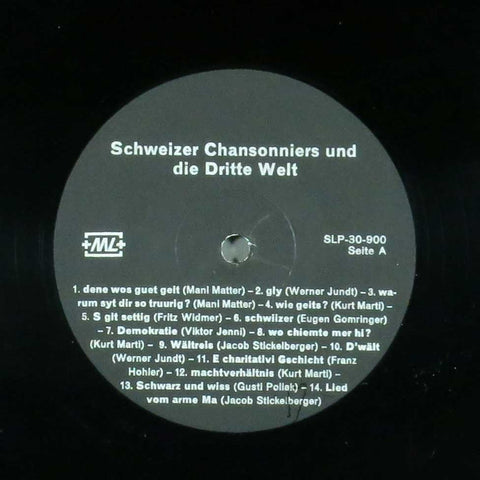 Schweizer Chansonniers und
die Dritte Welt
+ML+
SLP-30-900
Seite A
1. dene wos guet geit (Mani Matter) – 2. gly (Werner Jundt) – 3. wa-
rum syt dir so truurig? (Mani Matter) – 4. wie geits? (Kurt Marti) –
5. S git settig (Fritz Widmer) – 6. schwiizer (Eugen Gomringer) –
– 7. Demokratie (Viktor Jenni) – 8. wo chiemte mer hi?
(Kurt Marti) – 9. Wältreis (Jacob Stickelberger) – 10. D'wält
(Werner Jundt) – 11. E charitativi Gschicht (Franz
Hohler) – 12. machtverhältnis (Kurt Marti) –
13. Schwarz und wiss (Gusti Pollak) – 14. Lied
vom arme Ma (Jacob Stickelberger)